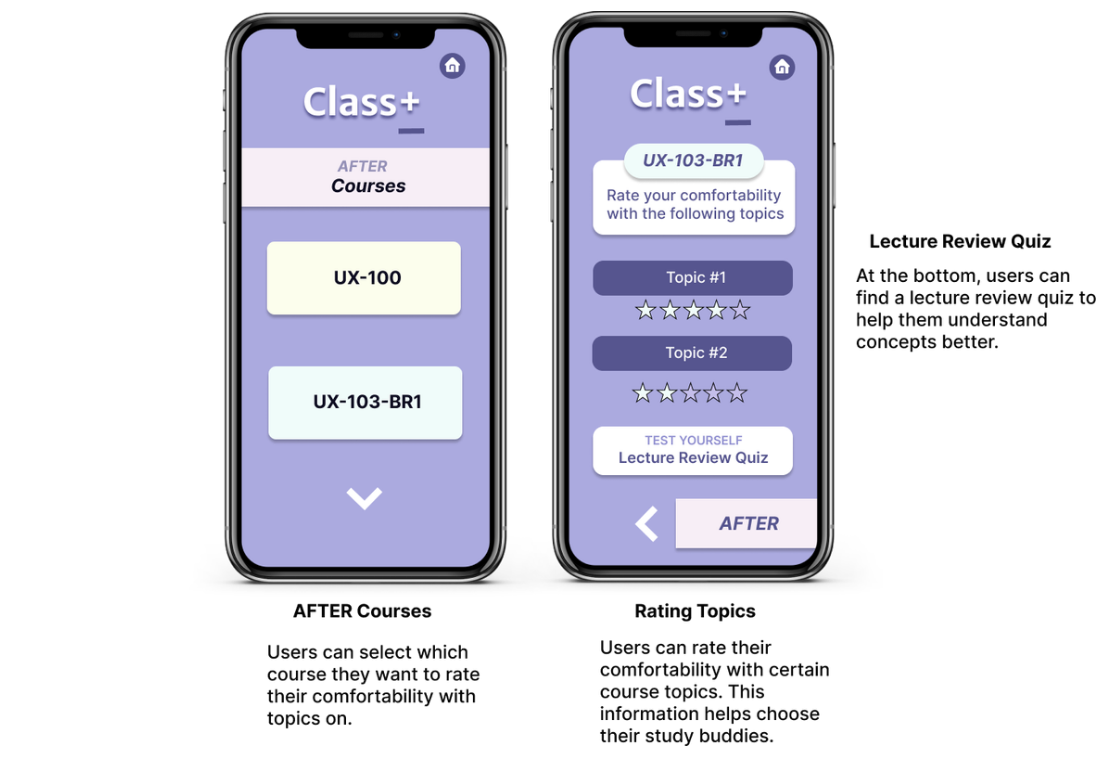 Class+
AFTER
Courses
UX-100
UX-103-BR1
AFTER Courses
Users can select which
course they want to rate
their comfortability with
topics on.
Class+
UX-103-BR1
Rate your comfortability
with the following topics
Topic #1
Topic #2
TEST YOURSELF
Lecture Review Quiz
AFTER
Rating Topics
Users can rate their
comfortability with certain
course topics. This
information helps choose
their study buddies.
Lecture Review Quiz
At the bottom, users can
find a lecture review quiz to
help them understand
concepts better.